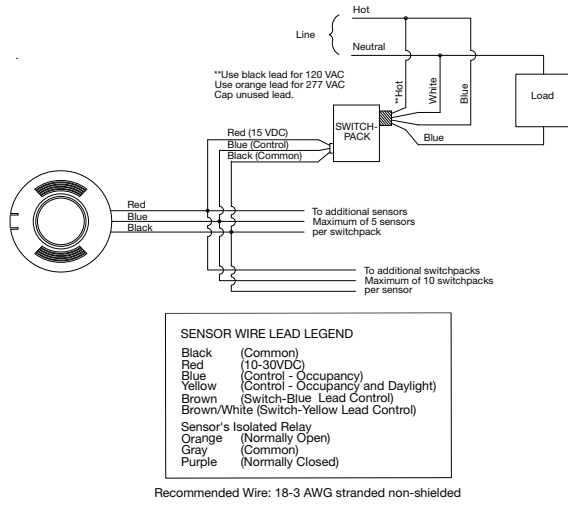 Hot
Line
Neutral
**Use black lead for 120 VAC
Use orange lead for 277 VAC
Cap unused lead.
**Hot
White
Blue
Load
SWITCH-
PACK
Blue
Red (15 VDC)
Blue (Control)
Black (Common)
Red
Blue
Black
To additional sensors
Maximum of 5 sensors
per switchpack
To additional switchpacks
Maximum of 10 switchpacks
per sensor
SENSOR WIRE LEAD LEGEND
Black (Common)
Red (10-30VDC)
Blue (Control - Occupancy)
Yellow (Control - Occupancy and Daylight)
Brown (Switch-Blue Lead Control)
Brown/White (Switch-Yellow Lead Control)
Sensor's Isolated Relay
Orange (Normally Open)
Gray (Common)
Purple (Normally Closed)
Recommended Wire: 18-3 AWG stranded non-shielded